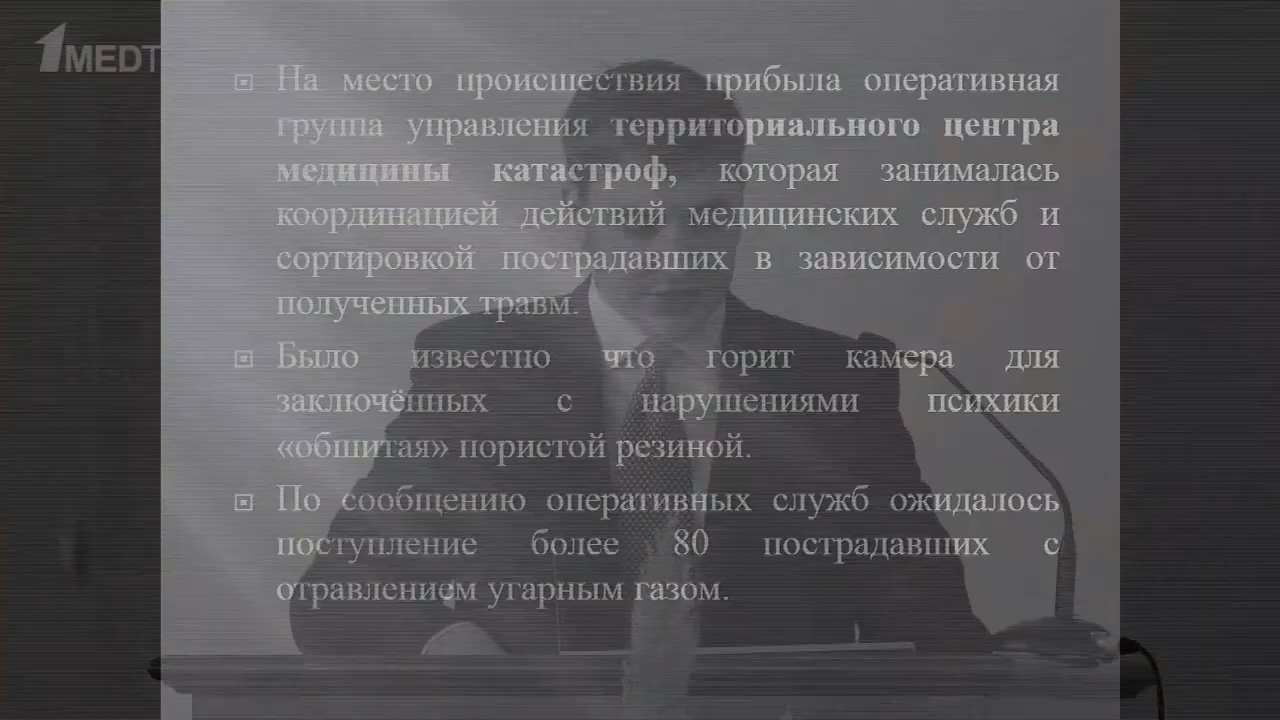 1MEDT
На место происшествия прибыла оперативная
группа управления территориального центра
медицины катастроф, которая занималась
координацией действий медицинских служб и
сортировкой пострадавших в зависимости от
полученных травм.
Было известно что горит камера для
заключённых с нарушениями психики
«обшитая» пористой резиной.
По сообщению оперативных служб ожидалось
поступление более 80 пострадавших с
отравлением угарным газом.